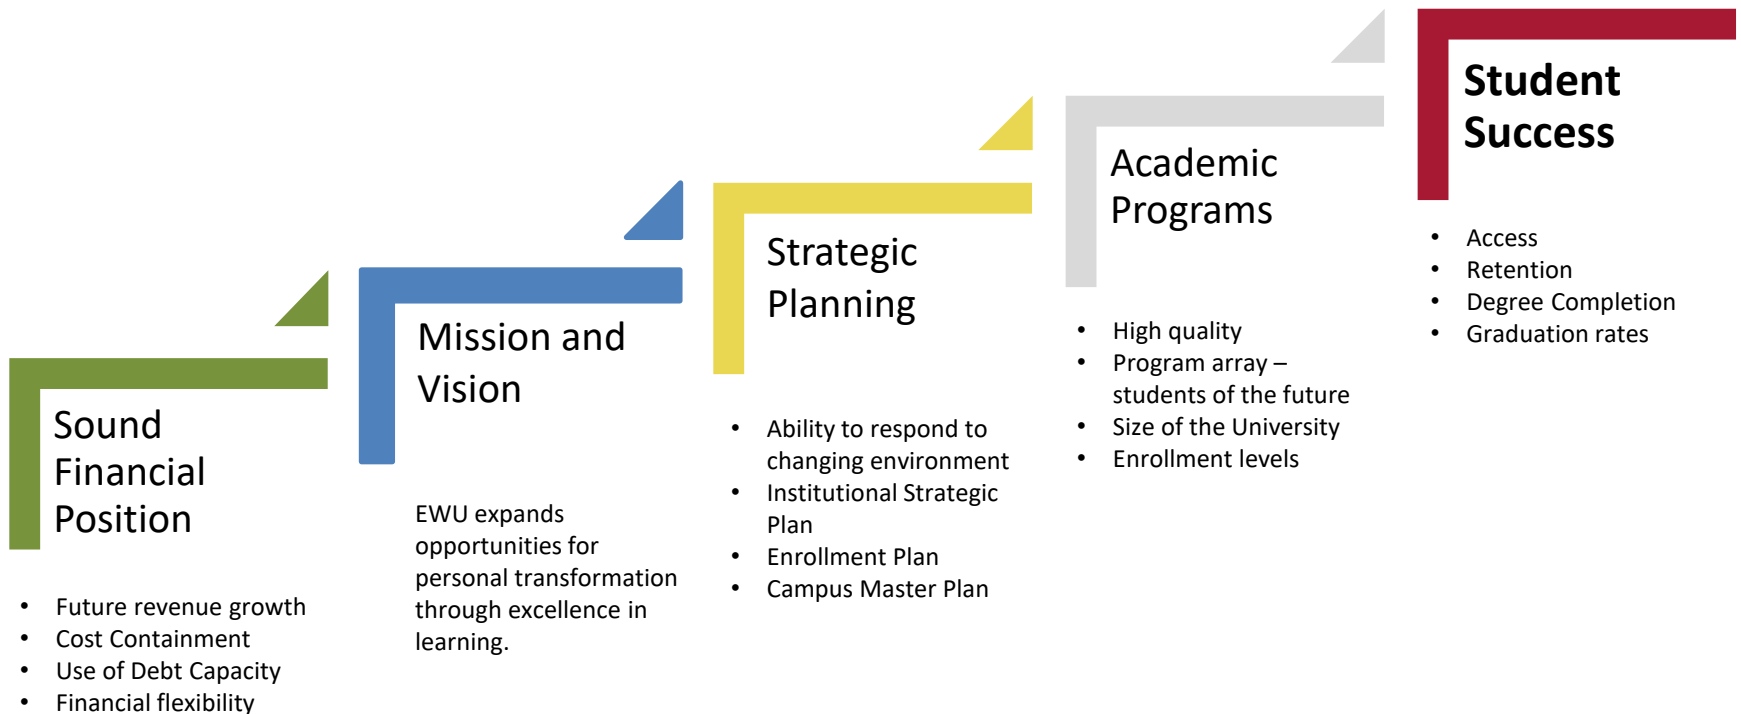 Sound
Financial
Position
• Future revenue growth
• Cost Containment
• Use of Debt Capacity
• Financial flexibility
Mission and
Vision
EWU expands
opportunities for
personal transformation
through excellence in
learning.
Strategic
Planning
• Ability to respond to
changing environment
• Institutional Strategic
Plan
• Enrollment Plan
• Campus Master Plan
Academic
Programs
• High quality
• Program array –
students of the future
• Size of the University
• Enrollment levels
Student
Success
• Access
• Retention
• Degree Completion
• Graduation rates